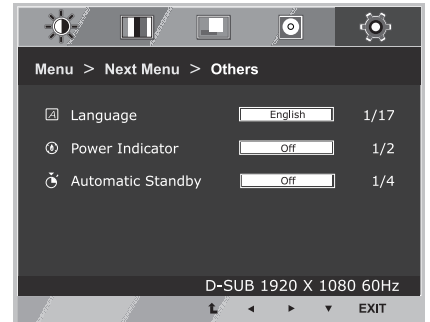 Menu > Next Menu > Others
Language English 1/17
Power Indicator Off 1/2
Automatic Standby Off 1/4
D-SUB 1920 X 1080 60Hz
EXIT